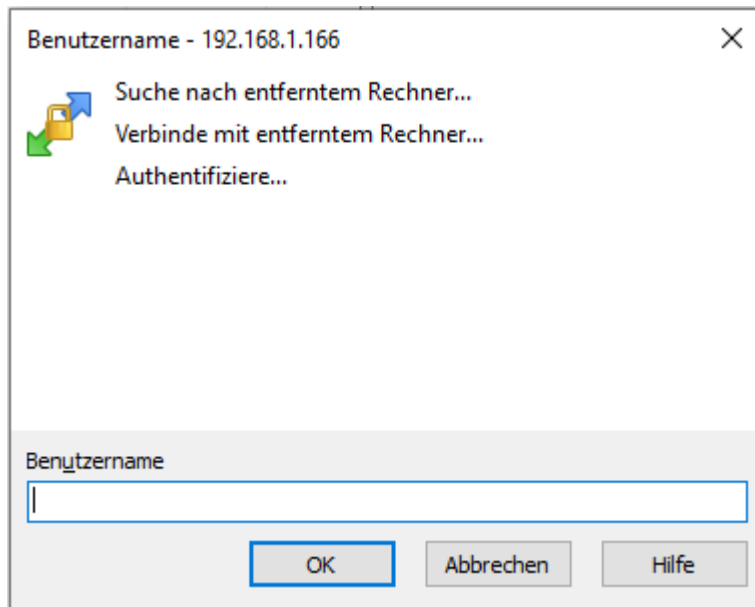 Benutzername - 192.168.1.166
Suche nach entferntem Rechner...
Verbinde mit entferntem Rechner...
Authentifiziere...
Benutzername
OK
Abbrechen
Hilfe